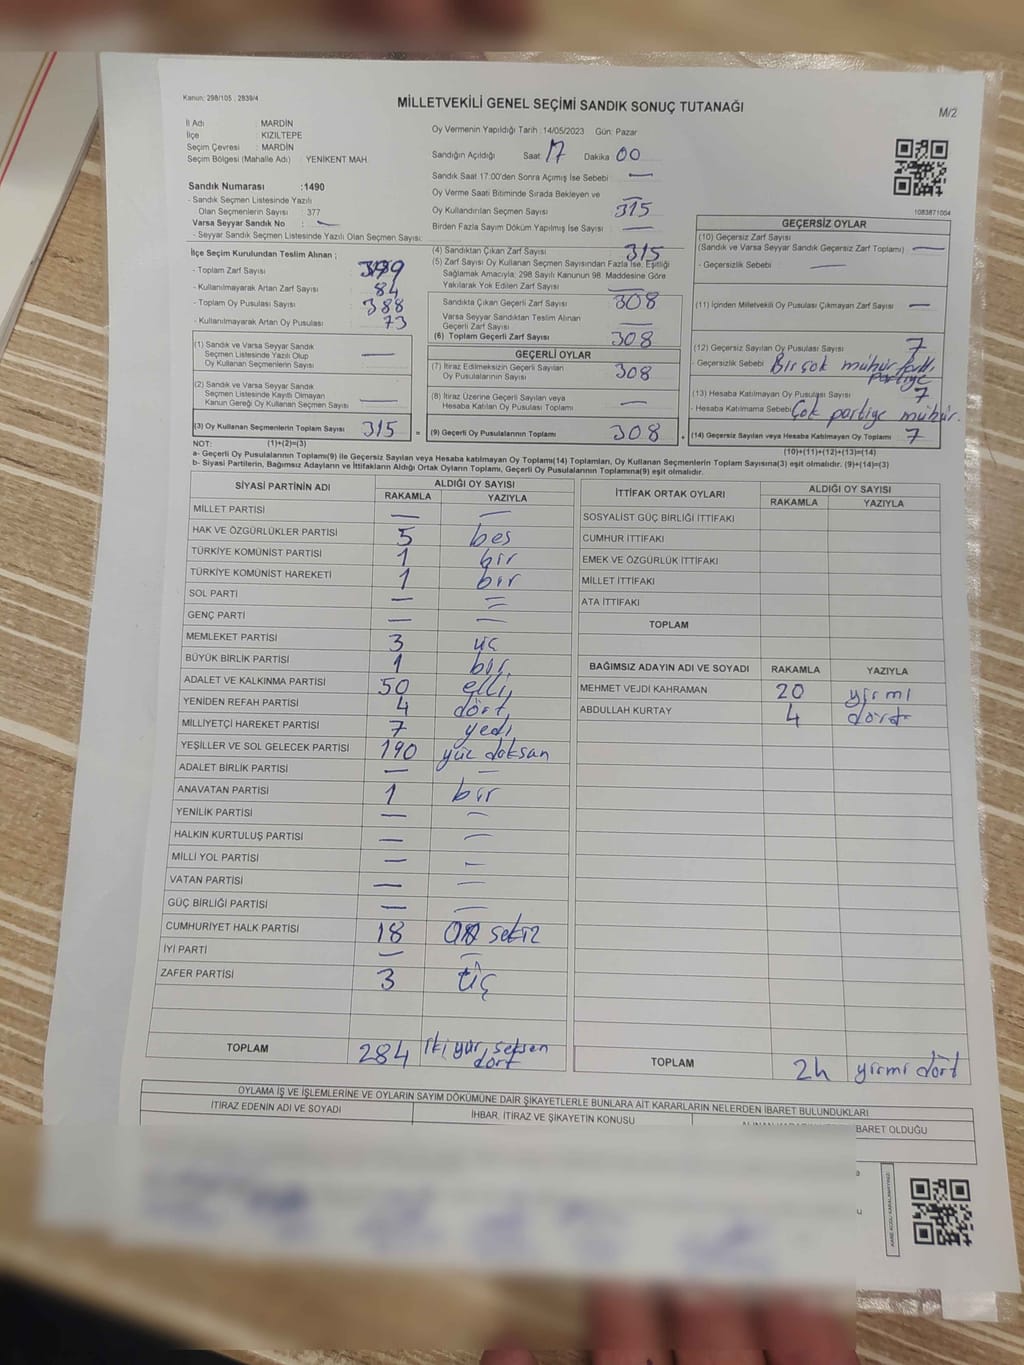 Kanun; 298/105 , 2839/4
MİLLETVEKİLİ GENEL SEÇİMİ SANDIK SONUÇ TUTANAĞI
M/2
İl Adı : MARDİN
İlçe : KIZILTEPE
Seçim Çevresi : MARDİN
Seçim Bölgesi (Mahalle Adı) : YENİKENT MAH.
Sandık Numarası :1490
- Sandık Seçmen Listesinde Yazılı
Olan Seçmenlerin Sayısı : 377
Varsa Seyyar Sandık No : —
- Seyyar Sandık Seçmen Listesinde Yazılı Olan Seçmen Sayısı:
Oy Vermenin Yapıldığı Tarih :14/05/2023 Gün: Pazar
Sandığın Açıldığı Saat 17 Dakika 00
Sandık Saat 17:00'den Sonra Açımış İse Sebebi —
Oy Verme Saati Bitiminde Sırada Bekleyen ve —
Oy Kullandırılan Seçmen Sayısı 315
Birden Fazla Sayım Döküm Yapılmış İse Sayısı —
1083871004
İlçe Seçim Kurulundan Teslim Alınan :
- Toplam Zarf Sayısı
- Kullanılmayarak Artan Zarf Sayısı 84
- Toplam Oy Pusulası Sayısı 388
- Kullanılmayarak Artan Oy Pusulası 73
(4) Sandıktan Çıkan Zarf Sayısı 315
(5) Zarf Sayısı Oy Kullanan Seçmen Sayısından Fazla İse, Eşitliği
Sağlamak Amacıyla; 298 Sayılı Kanunun 98. Maddesine Göre
Yakılarak Yok Edilen Zarf Sayısı —
Sandıkta Çıkan Geçerli Zarf Sayısı 308
Varsa Seyyar Sandıktan Teslim Alınan
Geçerli Zarf Sayısı —
(6) Toplam Geçerli Zarf Sayısı 308
GEÇERSİZ OYLAR
(10) Geçersiz Zarf Sayısı
(Sandık ve Varsa Seyyar Sandık Geçersiz Zarf Toplamı) —
- Geçersizlik Sebebi : —
(11) İçinden Milletvekili Oy Pusulası Çıkmayan Zarf Sayısı —
(12) Geçersiz Sayılan Oy Pusulası Sayısı 7
- Geçersizlik Sebebi Birçok mühür farklı
partiye
(13) Hesaba Katılmayan Oy Pusulası Sayısı 7
- Hesaba Katılmama Sebebi Çok partiye mühür.
(14) Geçersiz Sayılan veya Hesaba Katılmayan Oy Toplamı 7
(10)+(11)+(12)+(13)=(14)
(1) Sandık ve Varsa Seyyar Sandık
Seçmen Listesinde Yazılı Olup
Oy Kullanan Seçmenlerin Sayısı —
(2) Sandık ve Varsa Seyyar Sandık
Seçmen Listesinde Kayıtlı Olmayan
Kanun Gereği Oy Kullanan Seçmen Sayısı —
(3) Oy Kullanan Seçmenlerin Toplam Sayısı 315 =
GEÇERLİ OYLAR
(7) İtiraz Edilmeksizin Geçerli Sayılan
Oy Pusulalarının Sayısı 308
(8) İtiraz Üzerine Geçerli Sayılan veya
Hesaba Katılan Oy Pusulası Toplamı —
(9) Geçerli Oy Pusulalarının Toplamı 308 +
NOT: (1)+(2)=(3)
a- Geçerli Oy Pusulalarının Toplamı(9) ile Geçersiz Sayılan veya Hesaba katılmayan Oy Toplamı(14) Toplamları, Oy Kullanan Seçmenlerin Toplam Sayısına(3) eşit olmalıdır. (9)+(14)=(3)
b- Siyasi Partilerin, Bağımsız Adayların ve İttifakların Aldığı Ortak Oyların Toplamı, Geçerli Oy Pusulalarının Toplamına(9) eşit olmalıdır.
SİYASİ PARTİNİN ADI ALDIĞI OY SAYISI
RAKAMLA YAZIYLA
MİLLET PARTİSİ — —
HAK VE ÖZGÜRLÜKLER PARTİSİ 5 bes
TÜRKİYE KOMÜNİST PARTİSİ 1 bir
TÜRKİYE KOMÜNİST HAREKETİ 1 bir
SOL PARTİ — =
GENÇ PARTİ — —
MEMLEKET PARTİSİ 3 üç
BÜYÜK BİRLİK PARTİSİ 1 bir
ADALET VE KALKINMA PARTİSİ 50 elli
YENİDEN REFAH PARTİSİ 4 dört
MİLLİYETÇİ HAREKET PARTİSİ 7 yedi
YEŞİLLER VE SOL GELECEK PARTİSİ 190 yüz doksan
ADALET BİRLİK PARTİSİ — —
ANAVATAN PARTİSİ 1 bir
YENİLİK PARTİSİ — —
HALKIN KURTULUŞ PARTİSİ — —
MİLLİ YOL PARTİSİ — —
VATAN PARTİSİ — —
GÜÇ BİRLİĞİ PARTİSİ — —
CUMHURİYET HALK PARTİSİ 18 On sekiz
İYİ PARTİ — —
ZAFER PARTİSİ 3 üç
TOPLAM 284 iki yüz seksen
dört
İTTİFAK ORTAK OYLARI ALDIĞI OY SAYISI
RAKAMLA YAZIYLA
SOSYALİST GÜÇ BİRLİĞİ İTTİFAKI
CUMHUR İTTİFAKI
EMEK VE ÖZGÜRLÜK İTTİFAKI
MİLLET İTTİFAKI
ATA İTTİFAKI
TOPLAM
BAĞIMSIZ ADAYIN ADI VE SOYADI RAKAMLA YAZIYLA
MEHMET VEJDİ KAHRAMAN 20 yirmi
ABDULLAH KURTAY 4 dört
TOPLAM 24 yirmi dört
OYLAMA İŞ VE İŞLEMLERİNE VE OYLARIN SAYIM DÖKÜMÜNE DAİR ŞİKAYETLERLE BUNLARA AİT KARARLARIN NELERDEN İBARET BULUNDUKLARI
İTİRAZ EDENİN ADI VE SOYADI İHBAR, İTİRAZ VE ŞİKAYETİN KONUSU BARET OLDUĞU